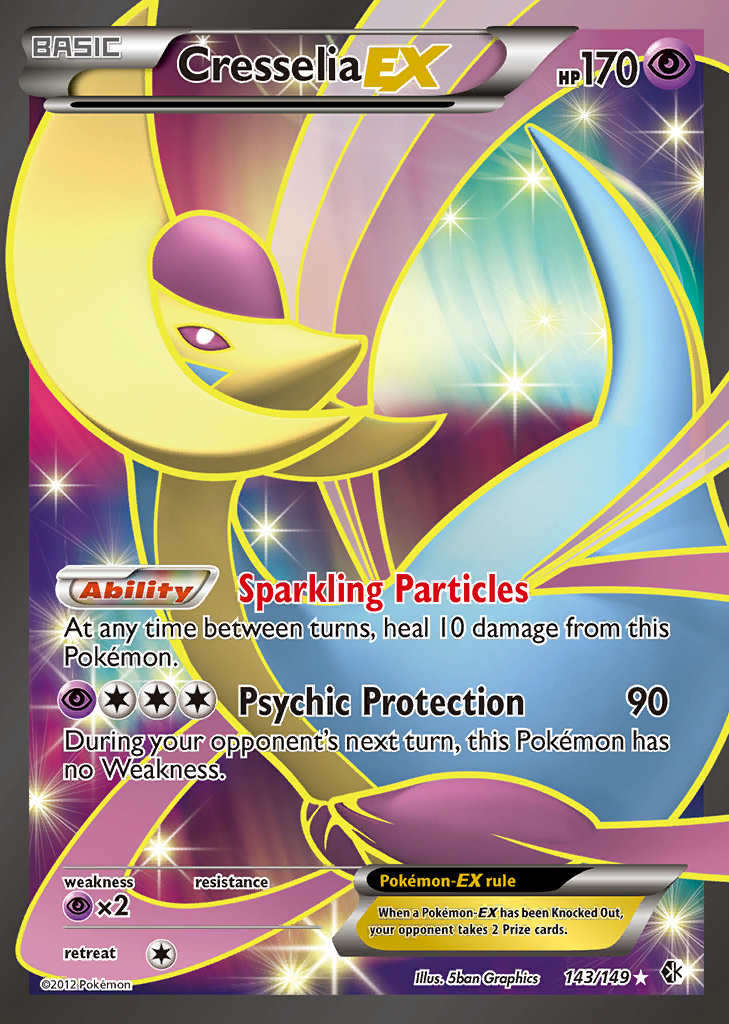 BASIC
Cresselia EX
HP170
Ability Sparkling Particles
At any time between turns, heal 10 damage from this
Pokémon.
Psychic Protection 90
During your opponent's next turn, this Pokémon has
no Weakness.
weakness resistance
×2
Pokémon-EX rule
When a Pokémon-EX has been Knocked Out,
your opponent takes 2 Prize cards.
retreat
©2012 Pokémon
Illus. 5ban Graphics 143/149